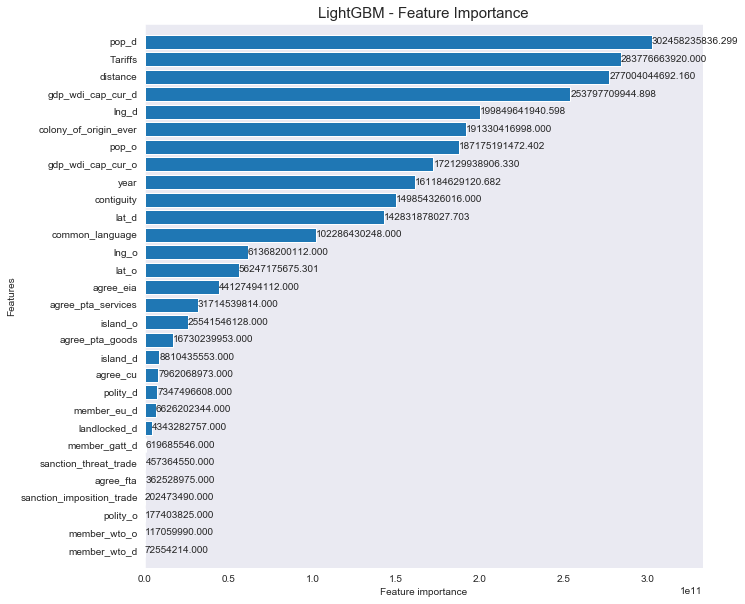 LightGBM - Feature Importance
pop_d 302458235836.299
Tariffs 283776663920.000
distance 277004044692.160
gdp_wdi_cap_cur_d 253797709944.898
lng_d 199849641940.598
colony_of_origin_ever 191330416998.000
pop_o 187175191472.402
gdp_wdi_cap_cur_o 172129938906.330
year 161184629120.682
contiguity 149854326016.000
lat_d 142831878027.703
common_language 102286430248.000
lng_o 61368200112.000
lat_o 56247175675.301
agree_eia 44127494112.000
agree_pta_services 31714539814.000
island_o 25541546128.000
agree_pta_goods 16730239953.000
island_d 8810435553.000
agree_cu 7962068973.000
polity_d 7347496608.000
member_eu_d 6626202344.000
landlocked_d 4343282757.000
member_gatt_d 619685546.000
sanction_threat_trade 457364550.000
agree_fta 362528975.000
sanction_imposition_trade 202473490.000
polity_o 177403825.000
member_wto_o 117059990.000
member_wto_d 72554214.000
Features
0.0 0.5 1.0 1.5 2.0 2.5 3.0
1e11
Feature importance